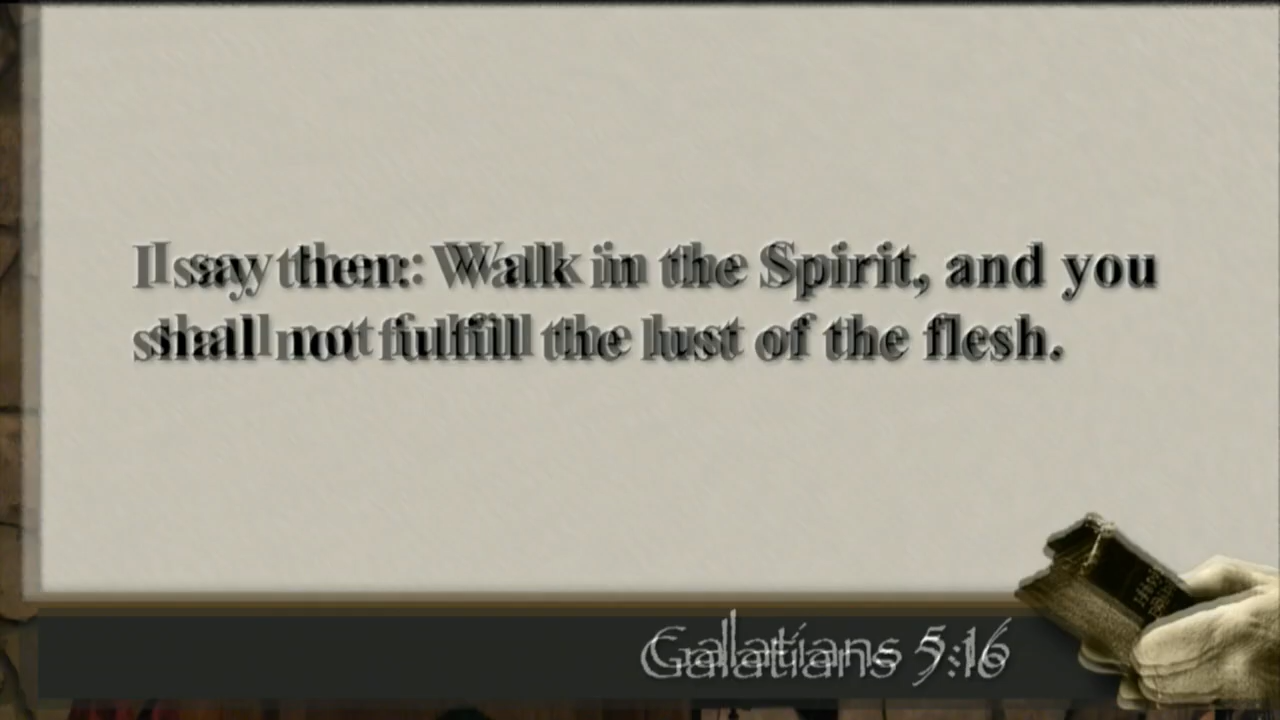 I say then: Walk in the Spirit, and you
shall not fulfill the lust of the flesh.
Galatians 5:16